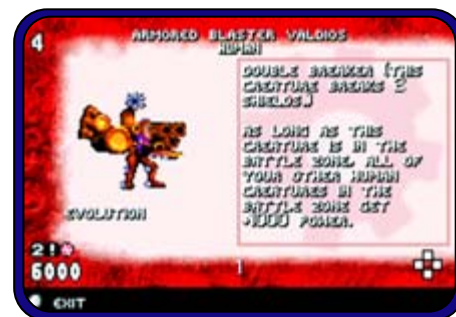 4
ARMORED BLASTER VALDIOS
HUMAN
DOUBLE BREAKER (THIS
CREATURE BREAKS 2
SHIELDS.)
AS LONG AS THIS
CREATURE IS IN THE
BATTLE ZONE, ALL OF
YOUR OTHER HUMAN
CREATURES IN THE
BATTLE ZONE GET
+1000 POWER.
EVOLUTION
2!
6000
1
EXIT